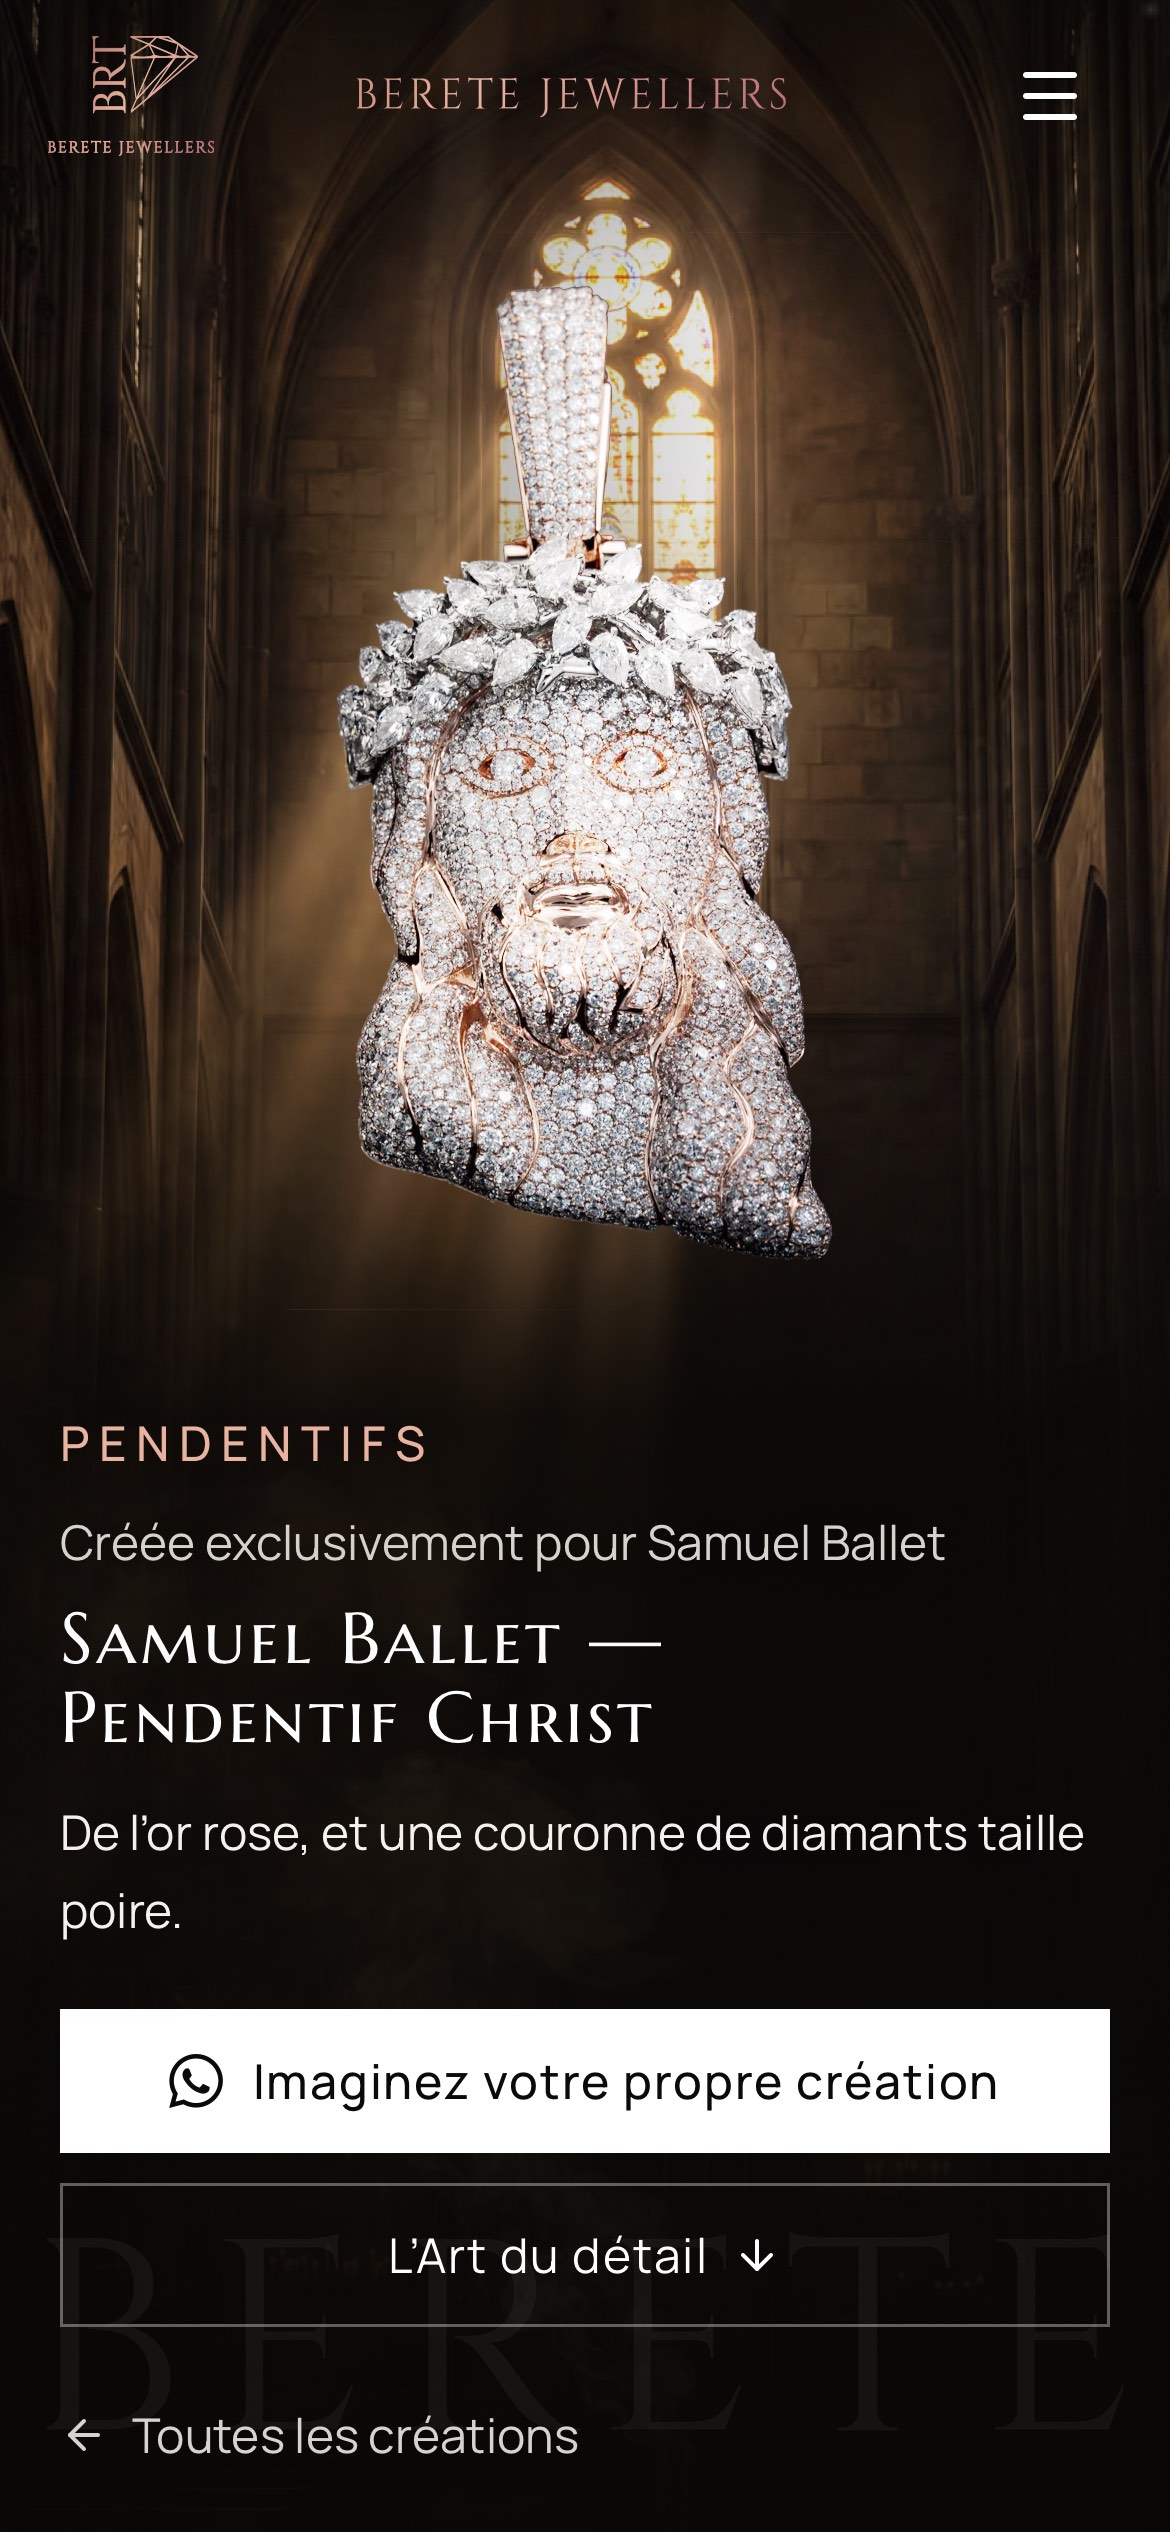 BRT
BERETE JEWELLERS
BERETE JEWELLERS
PENDENTIFS
Créée exclusivement pour Samuel Ballet
Samuel Ballet —
Pendentif Christ
De l’or rose, et une couronne de diamants taille
poire.
Imaginez votre propre création
L’Art du détail ↓
BERETE
← Toutes les créations